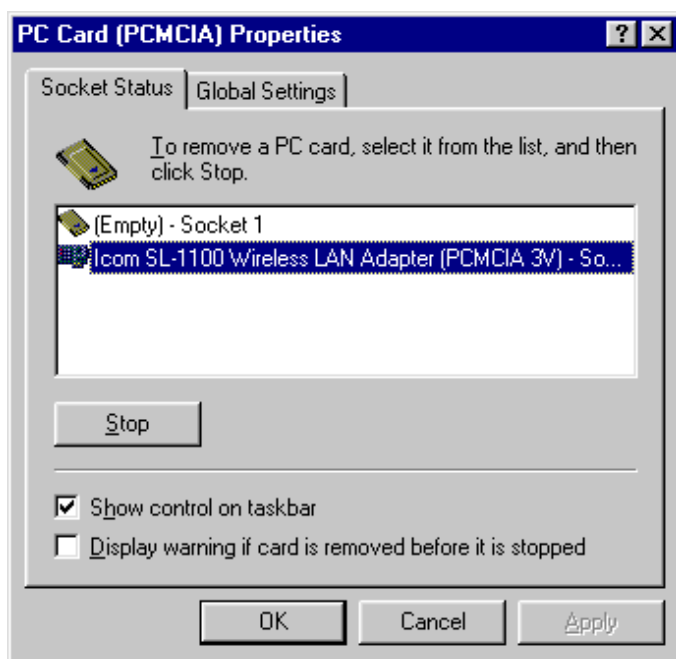 PC Card (PCMCIA) Properties
Socket Status
Global Settings
To remove a PC card, select it from the list, and then
click Stop.
(Empty) - Socket 1
Icom SL-1100 Wireless LAN Adapter (PCMCIA 3V) - So...
Stop
Show control on taskbar
Display warning if card is removed before it is stopped
OK
Cancel
Apply